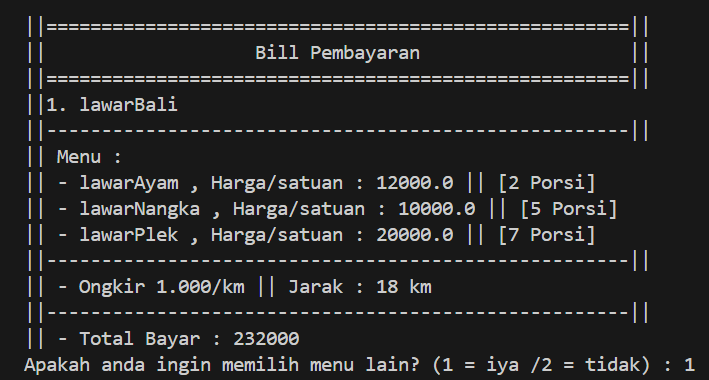 ||======================================================||
||                   Bill Pembayaran                    ||
||======================================================||
||1. lawarBali
||------------------------------------------------------||
|| Menu :
|| - lawarAyam , Harga/satuan : 12000.0 || [2 Porsi]
|| - lawarNangka , Harga/satuan : 10000.0 || [5 Porsi]
|| - lawarPlek , Harga/satuan : 20000.0 || [7 Porsi]
||------------------------------------------------------||
|| - Ongkir 1.000/km || Jarak : 18 km
||------------------------------------------------------||
|| - Total Bayar : 232000
Apakah anda ingin memilih menu lain? (1 = iya /2 = tidak) : 1